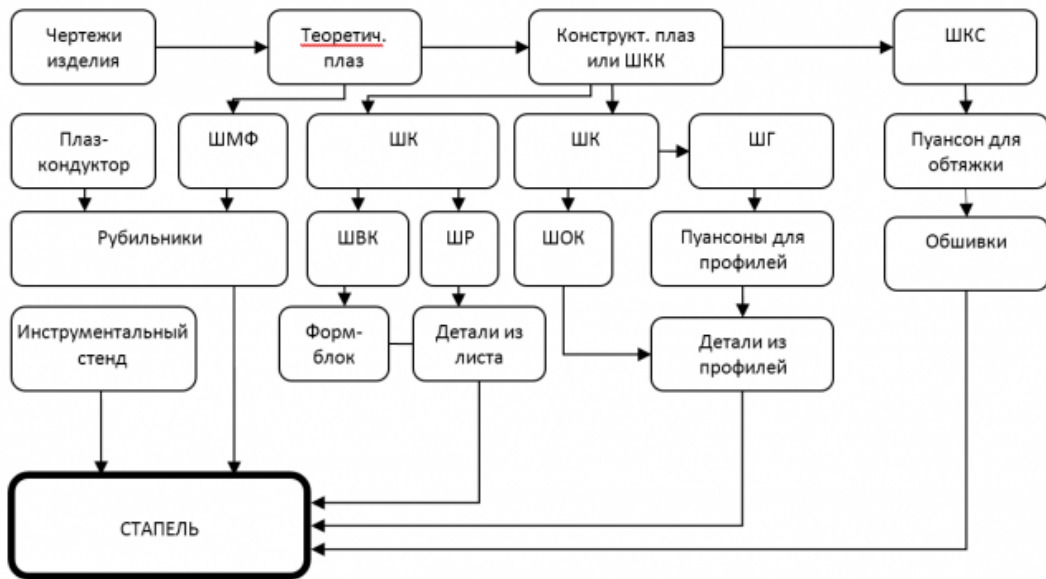 Чертежи
изделия
Теоретич.
плаз
Конструкт. плаз
или ШКК
ШКС
Плаз-
кондуктор
ШМФ
ШК
ШК
ШГ
Пуансон для
обтяжки
Рубильники
ШВК
ШР
ШОК
Пуансоны для
профилей
Обшивки
Инструментальный
стенд
Форм-
блок
Детали из
листа
Детали из
профилей
СТАПЕЛЬ